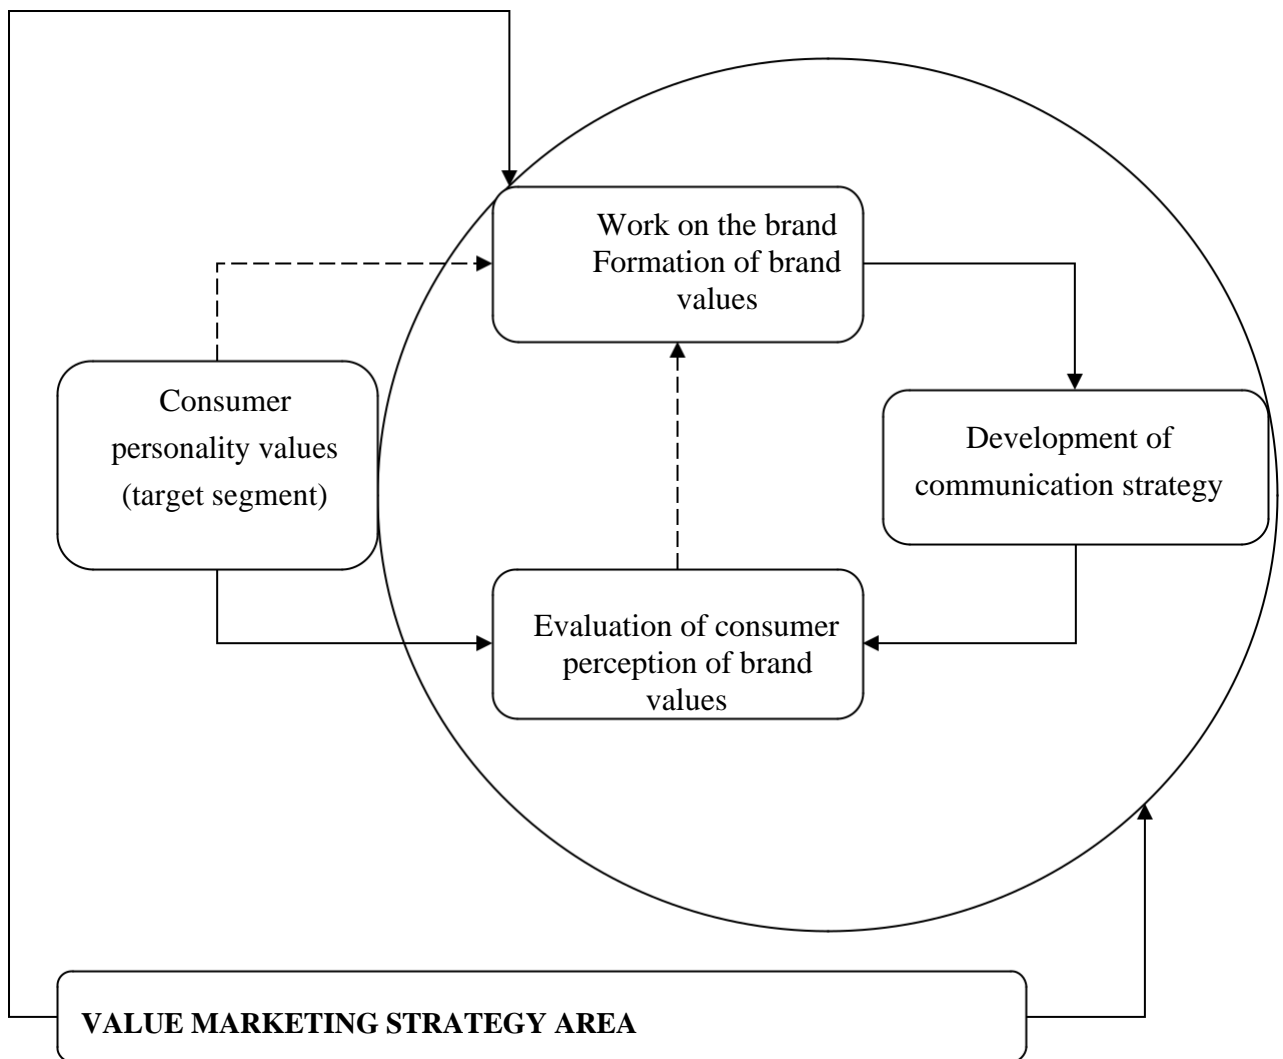 Work on the brand
Formation of brand
values
Consumer
personality values
(target segment)
Development of
communication strategy
Evaluation of consumer
perception of brand
values
VALUE MARKETING STRATEGY AREA